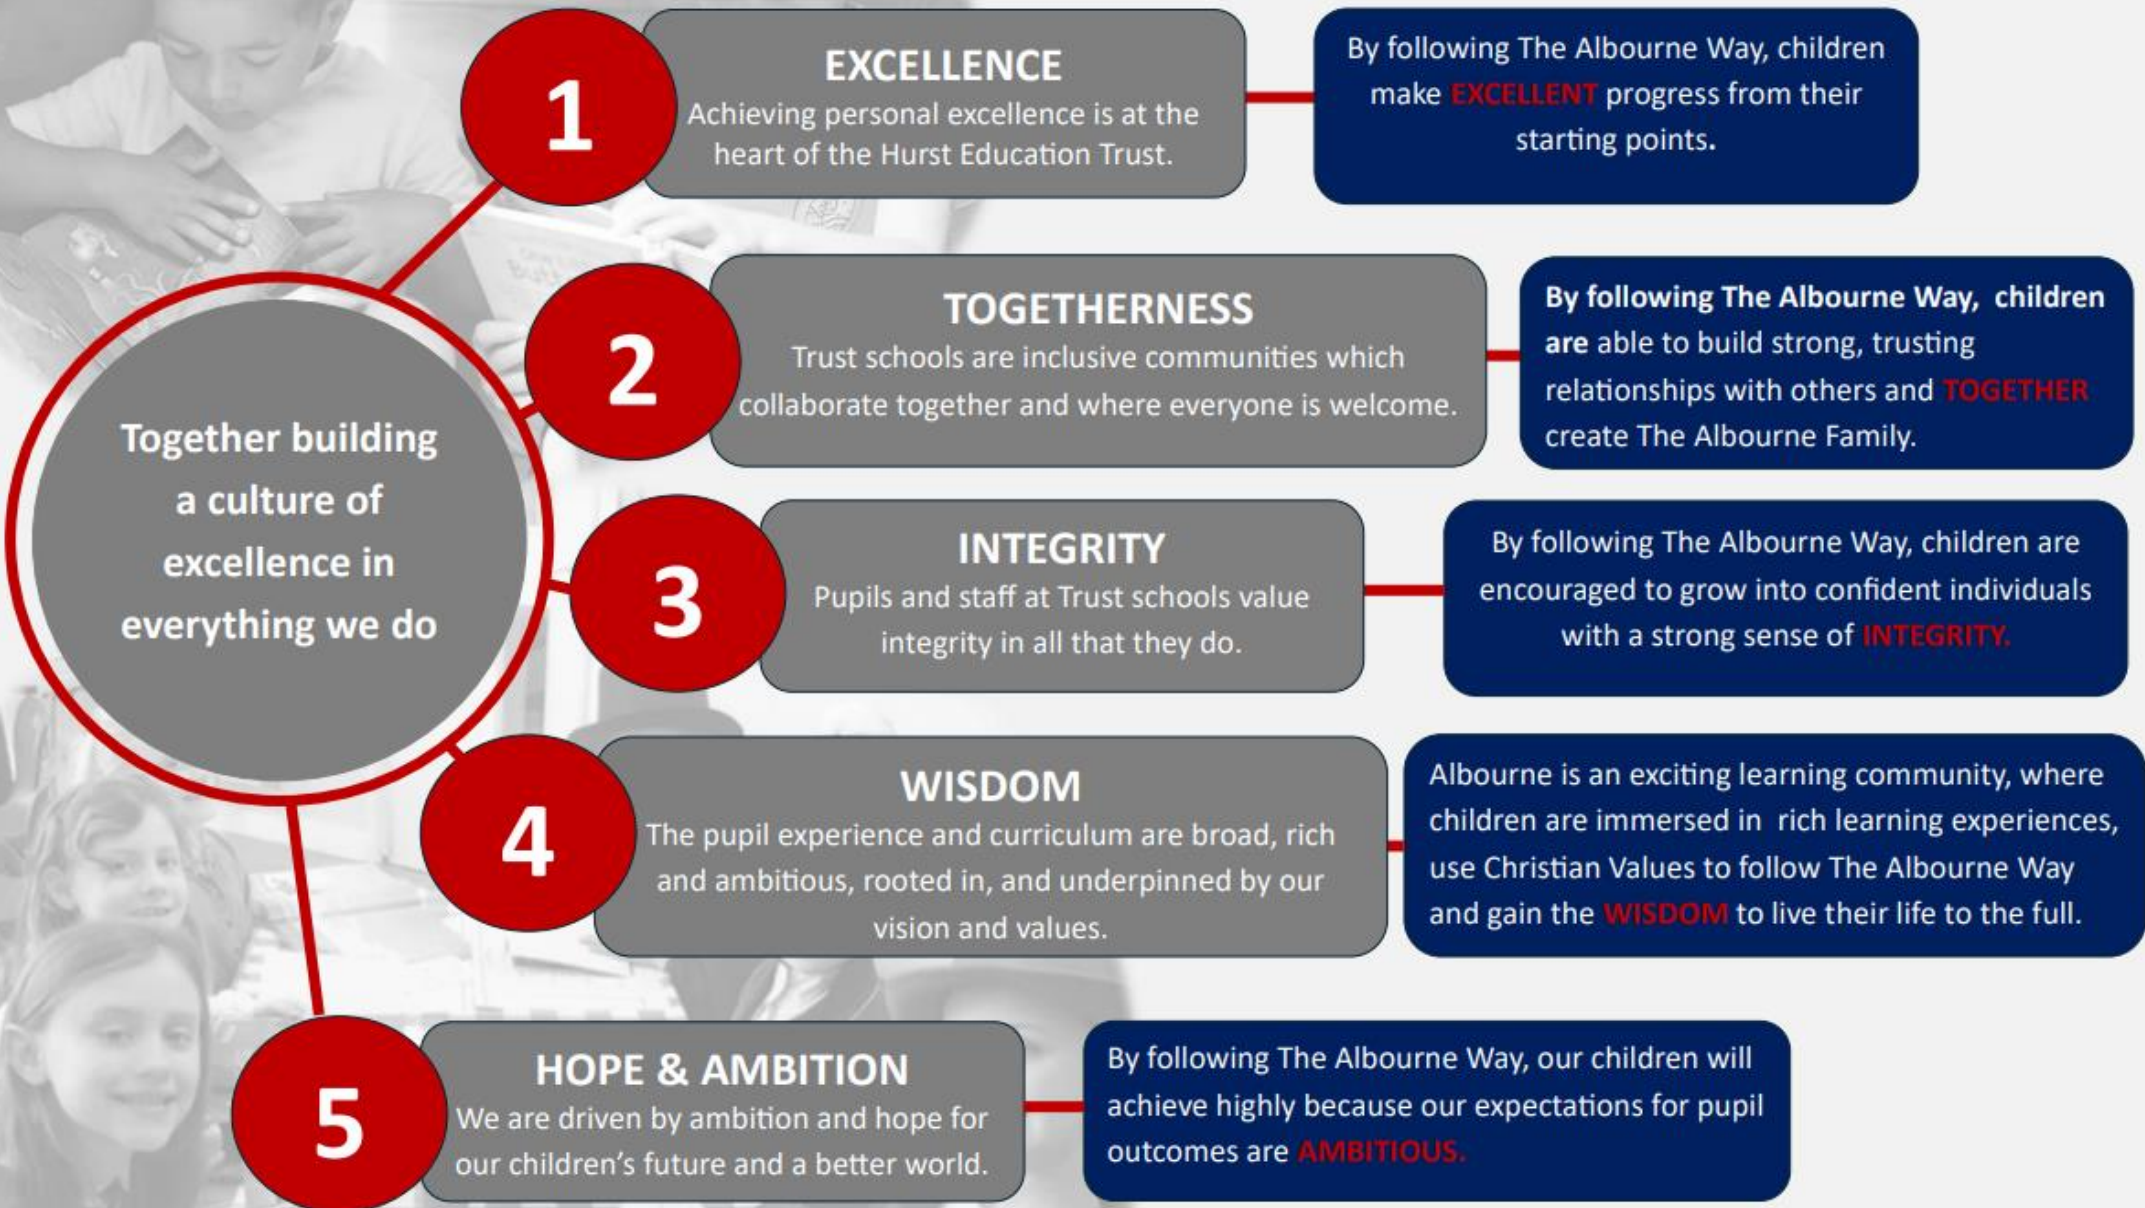 Together building
a culture of
excellence in
everything we do
1
EXCELLENCE
Achieving personal excellence is at the
heart of the Hurst Education Trust.
By following The Albourne Way, children
make EXCELLENT progress from their
starting points.
2
TOGETHERNESS
Trust schools are inclusive communities which
collaborate together and where everyone is welcome.
By following The Albourne Way, children
are able to build strong, trusting
relationships with others and TOGETHER
create The Albourne Family.
3
INTEGRITY
Pupils and staff at Trust schools value
integrity in all that they do.
By following The Albourne Way, children are
encouraged to grow into confident individuals
with a strong sense of INTEGRITY.
4
WISDOM
The pupil experience and curriculum are broad, rich
and ambitious, rooted in, and underpinned by our
vision and values.
Albourne is an exciting learning community, where
children are immersed in rich learning experiences,
use Christian Values to follow The Albourne Way
and gain the WISDOM to live their life to the full.
5
HOPE & AMBITION
We are driven by ambition and hope for
our children’s future and a better world.
By following The Albourne Way, our children will
achieve highly because our expectations for pupil
outcomes are AMBITIOUS.